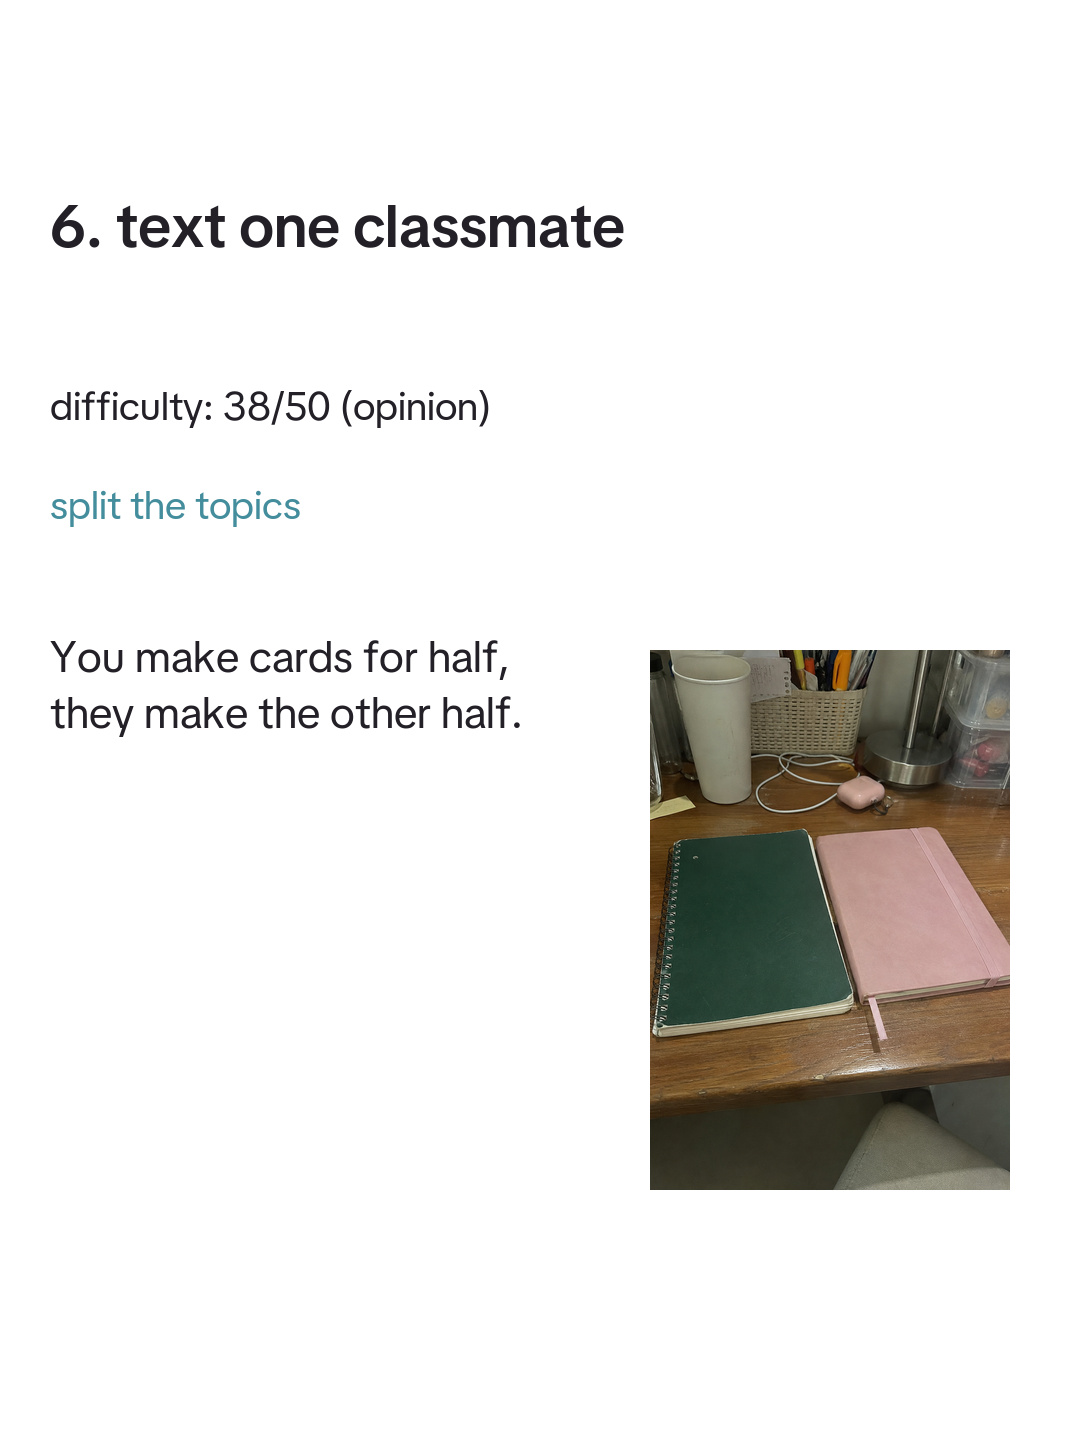 6. text one classmate
difficulty: 38/50 (opinion)
split the topics
You make cards for half,
they make the other half.